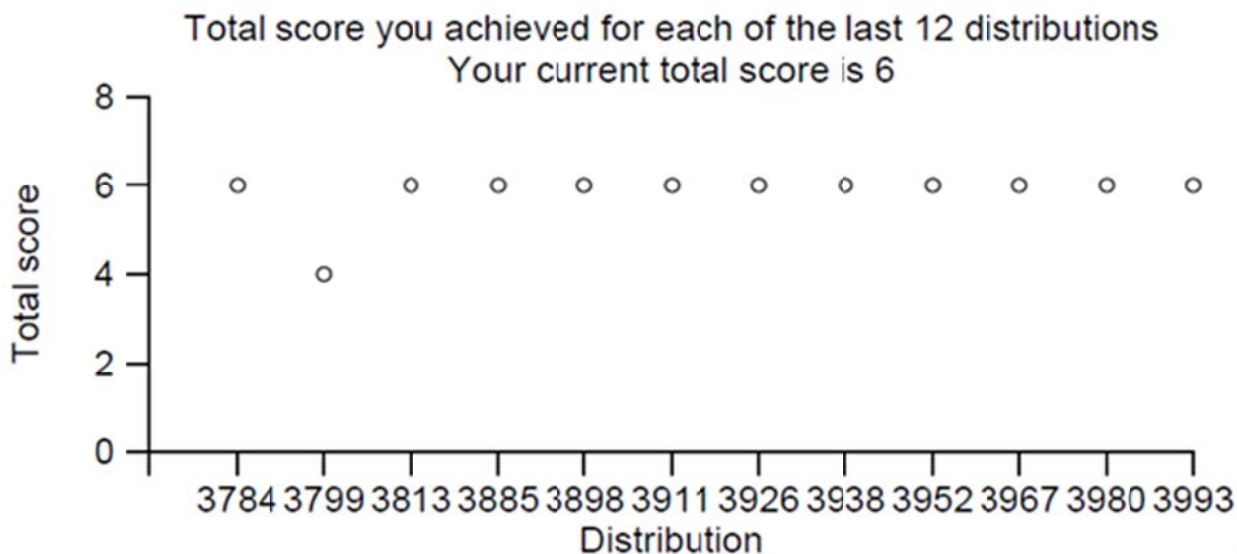 Total score you achieved for each of the last 12 distributions
Your current total score is 6
8
6
4
2
0
Total score
3784 3799 3813 3885 3898 3911 3926 3938 3952 3967 3980 3993
Distribution